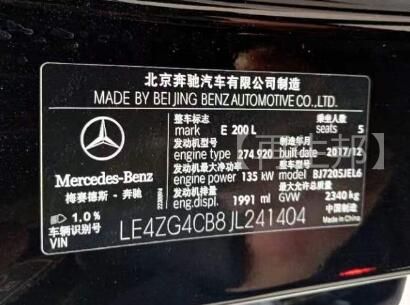 北京奔驰汽车有限公司制造
MADE BY BEIJING BENZ AUTOMOTIVE CO.,LTD.
整车标志 乘坐人数
mark E 200 L seats 5
发动机型号 制造年月
engine type 274 920 built date 2017/12
发动机功率 整车型号
engine power 135 kW model BJ7205JEL6
发动机排量 最大允许总质量
eng.displ. 1991 ml GVW 2340 kg
Mercedes-Benz
梅赛德斯-奔驰
1.0%
车辆识别号
VIN LE4ZG4CB8JL241404
中国制造
Made in China